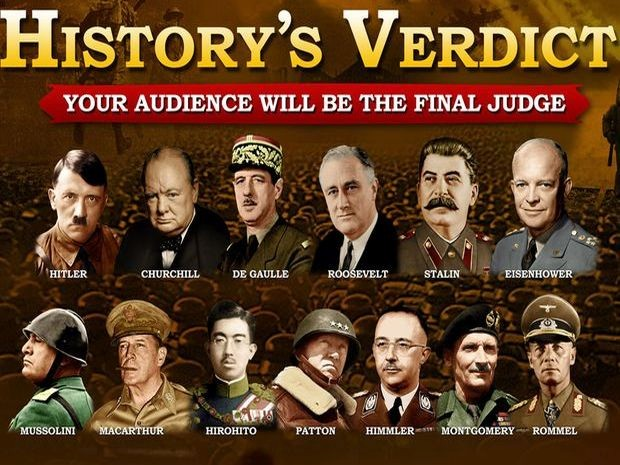 HISTORY'S VERDICT
YOUR AUDIENCE WILL BE THE FINAL JUDGE
HITLER CHURCHILL DE GAULLE ROOSEVELT STALIN EISENHOWER
MUSSOLINI MACARTHUR HIROHITO PATTON HIMMLER MONTGOMERY ROMMEL